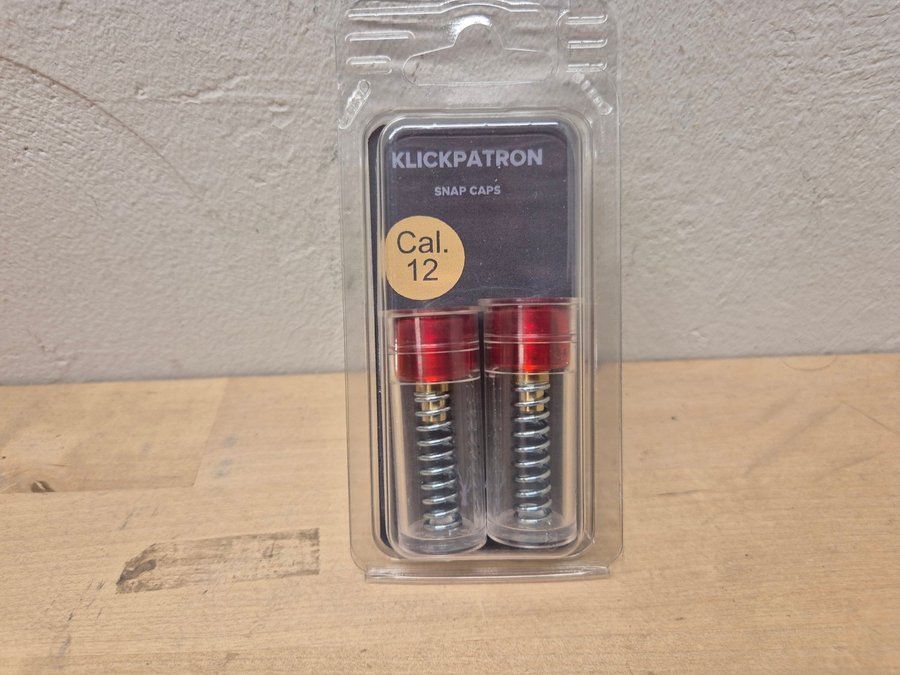 KLICKPATRON
SNAP CAPS
Cal.
12